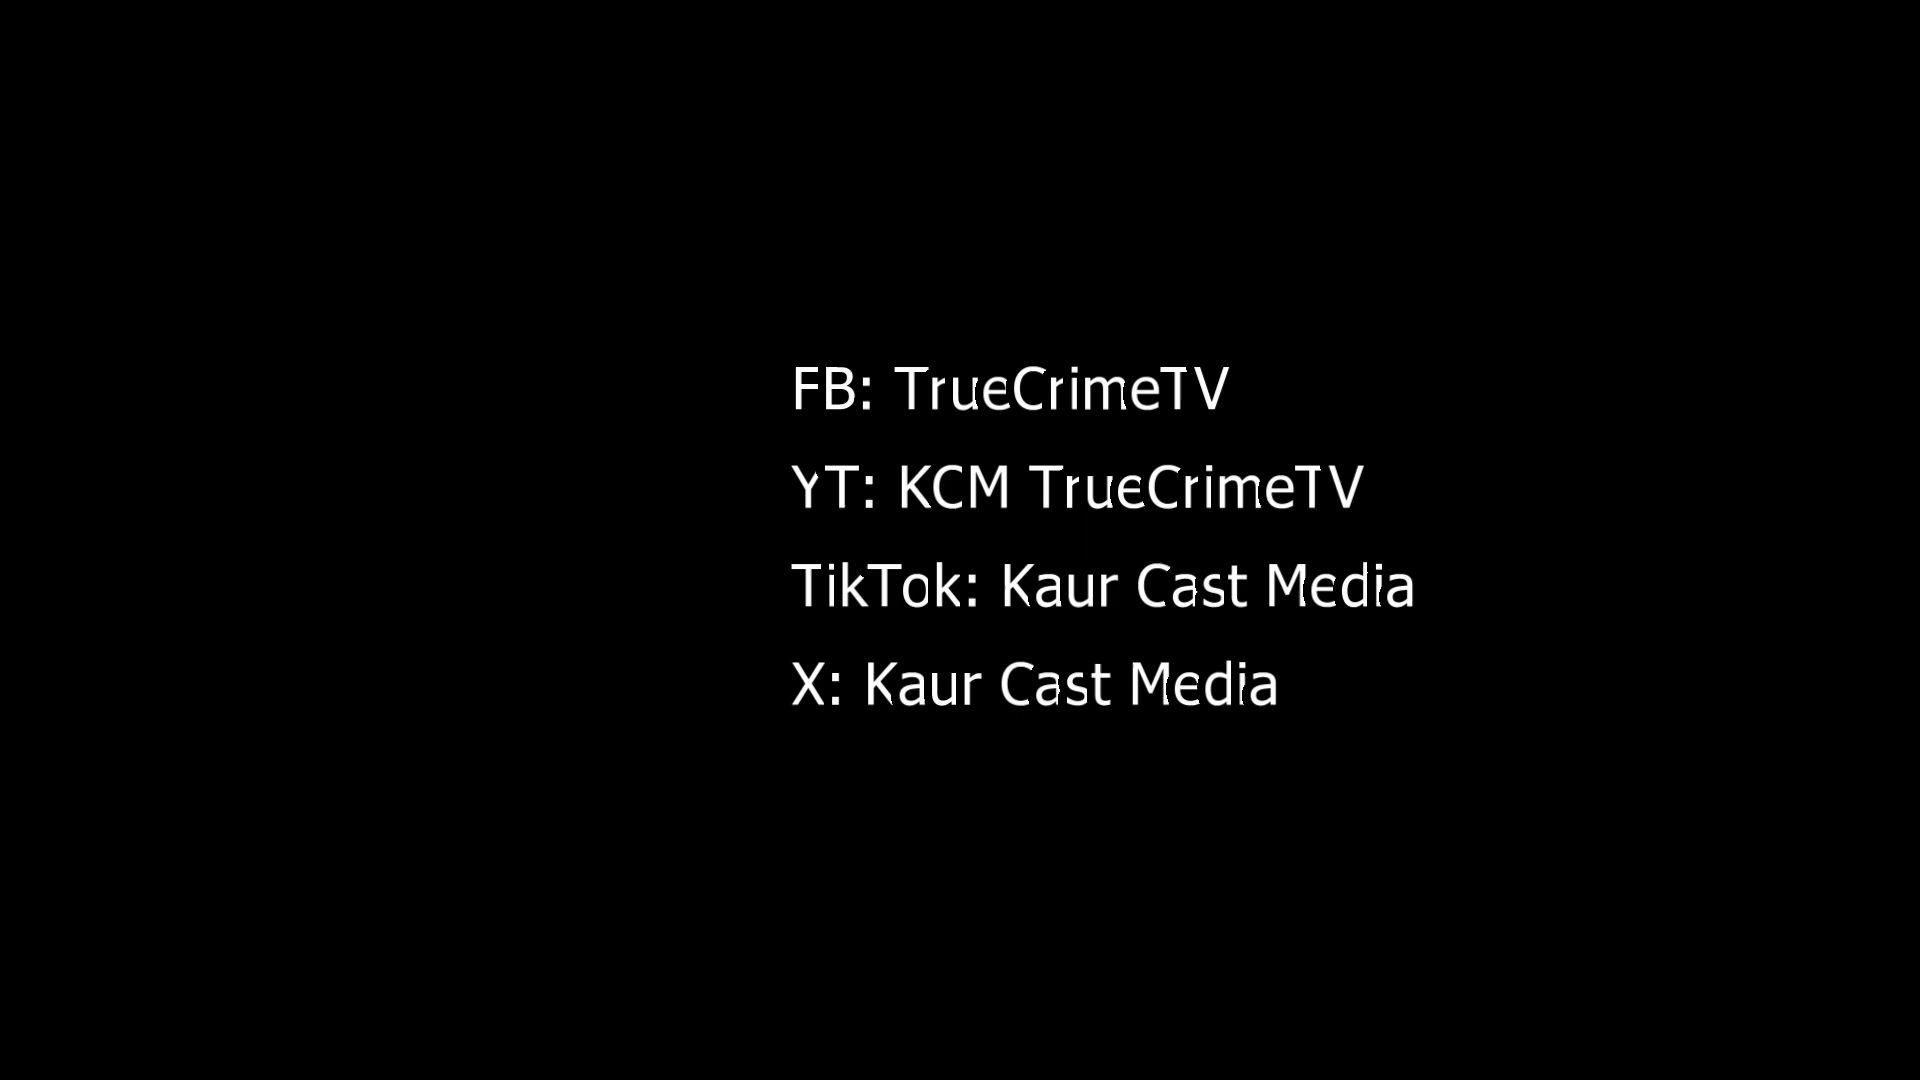 FB: TrueCrimeTV
YT: KCM TrueCrimeTV
TikTok: Kaur Cast Media
X: Kaur Cast Media